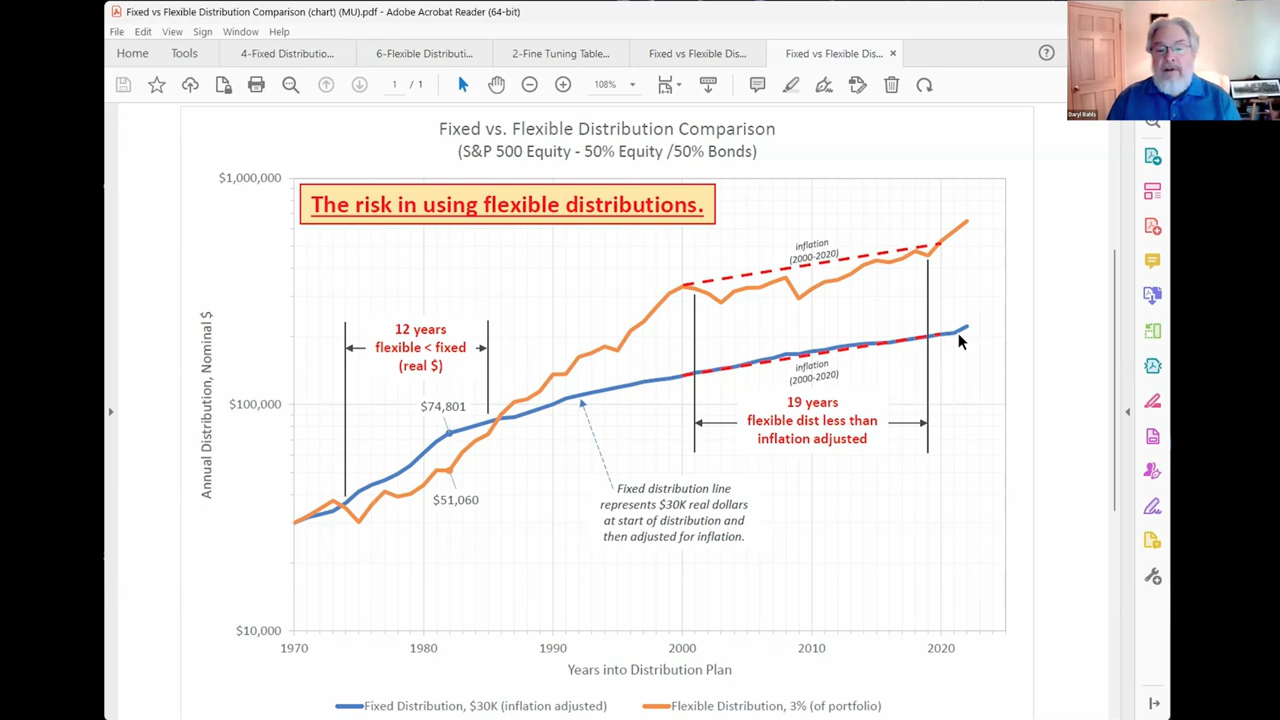 Fixed vs Flexible Distribution Comparison (chart) (MU).pdf - Adobe Acrobat Reader (64-bit)
File Edit View Sign Window Help
Home Tools 4-Fixed Distributio... 6-Flexible Distributi... 2-Fine Tuning Table... Fixed vs Flexible Dis... Fixed vs Flexible Dis... ×
1 / 1 108%
Daryl Bahls
Fixed vs. Flexible Distribution Comparison
(S&P 500 Equity - 50% Equity /50% Bonds)
$1,000,000
The risk in using flexible distributions.
inflation
(2000-2020)
12 years
flexible < fixed
(real $)
inflation
(2000-2020)
$74,801
$100,000
19 years
flexible dist less than
inflation adjusted
Annual Distribution, Nominal $
$51,060
Fixed distribution line
represents $30K real dollars
at start of distribution and
then adjusted for inflation.
$10,000
1970 1980 1990 2000 2010 2020
Years into Distribution Plan
Fixed Distribution, $30K (inflation adjusted) Flexible Distribution, 3% (of portfolio)